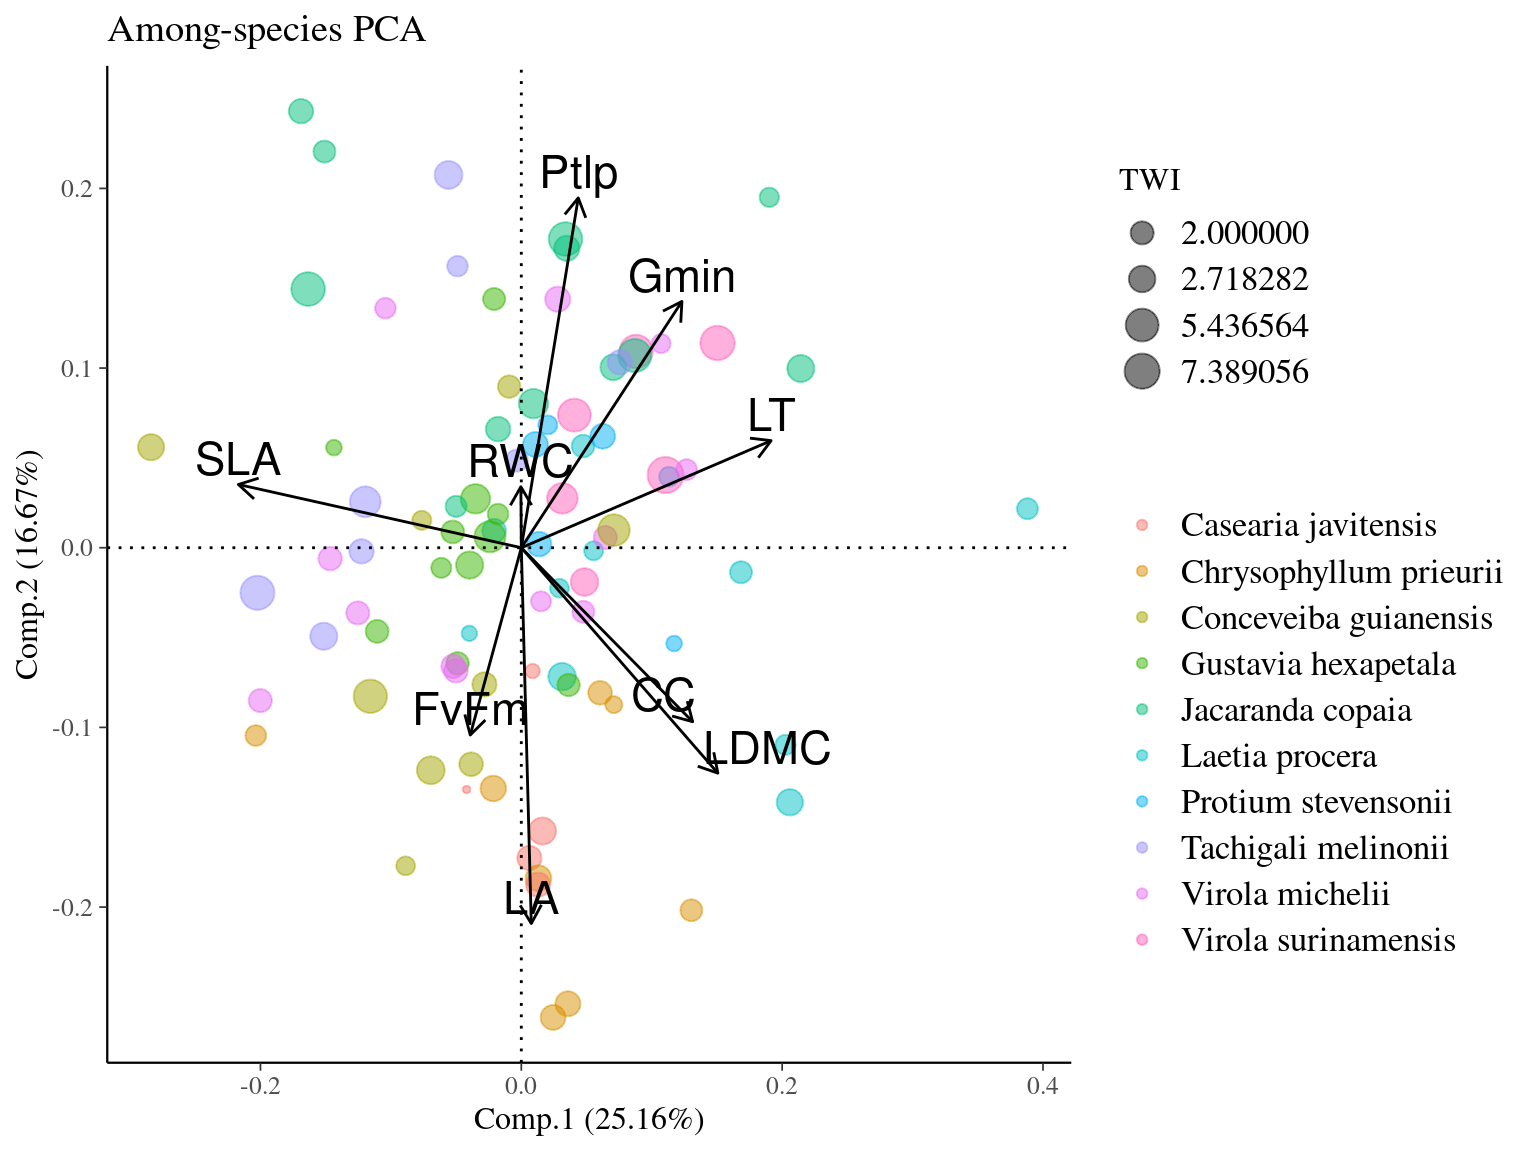 Among-species PCA
Ptlp
Gmin
LT
SLA
RWC
FvFm
CC
LDMC
LA
0.2
0.1
0.0
-0.1
-0.2
Comp.2 (16.67%)
-0.2
0.0
0.2
0.4
Comp.1 (25.16%)
TWI
2.000000
2.718282
5.436564
7.389056
Casearia javitensis
Chrysophyllum prieurii
Conceveiba guianensis
Gustavia hexapetala
Jacaranda copaia
Laetia procera
Protium stevensonii
Tachigali melinonii
Virola michelii
Virola surinamensis